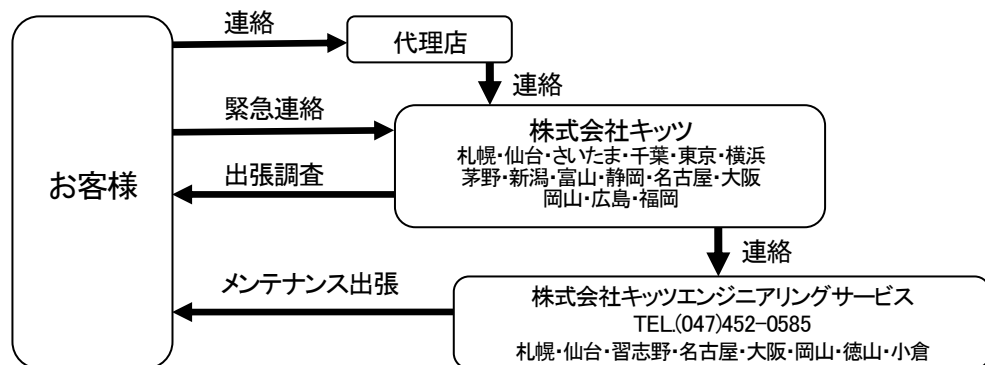 連絡
代理店
連絡
緊急連絡
株式会社キッツ
札幌・仙台・さいたま・千葉・東京・横浜
茅野・新潟・富山・静岡・名古屋・大阪
岡山・広島・福岡
お客様
出張調査
連絡
メンテナンス出張
株式会社キッツエンジニアリングサービス
TEL.(047)452-0585
札幌・仙台・習志野・名古屋・大阪・岡山・徳山・小倉